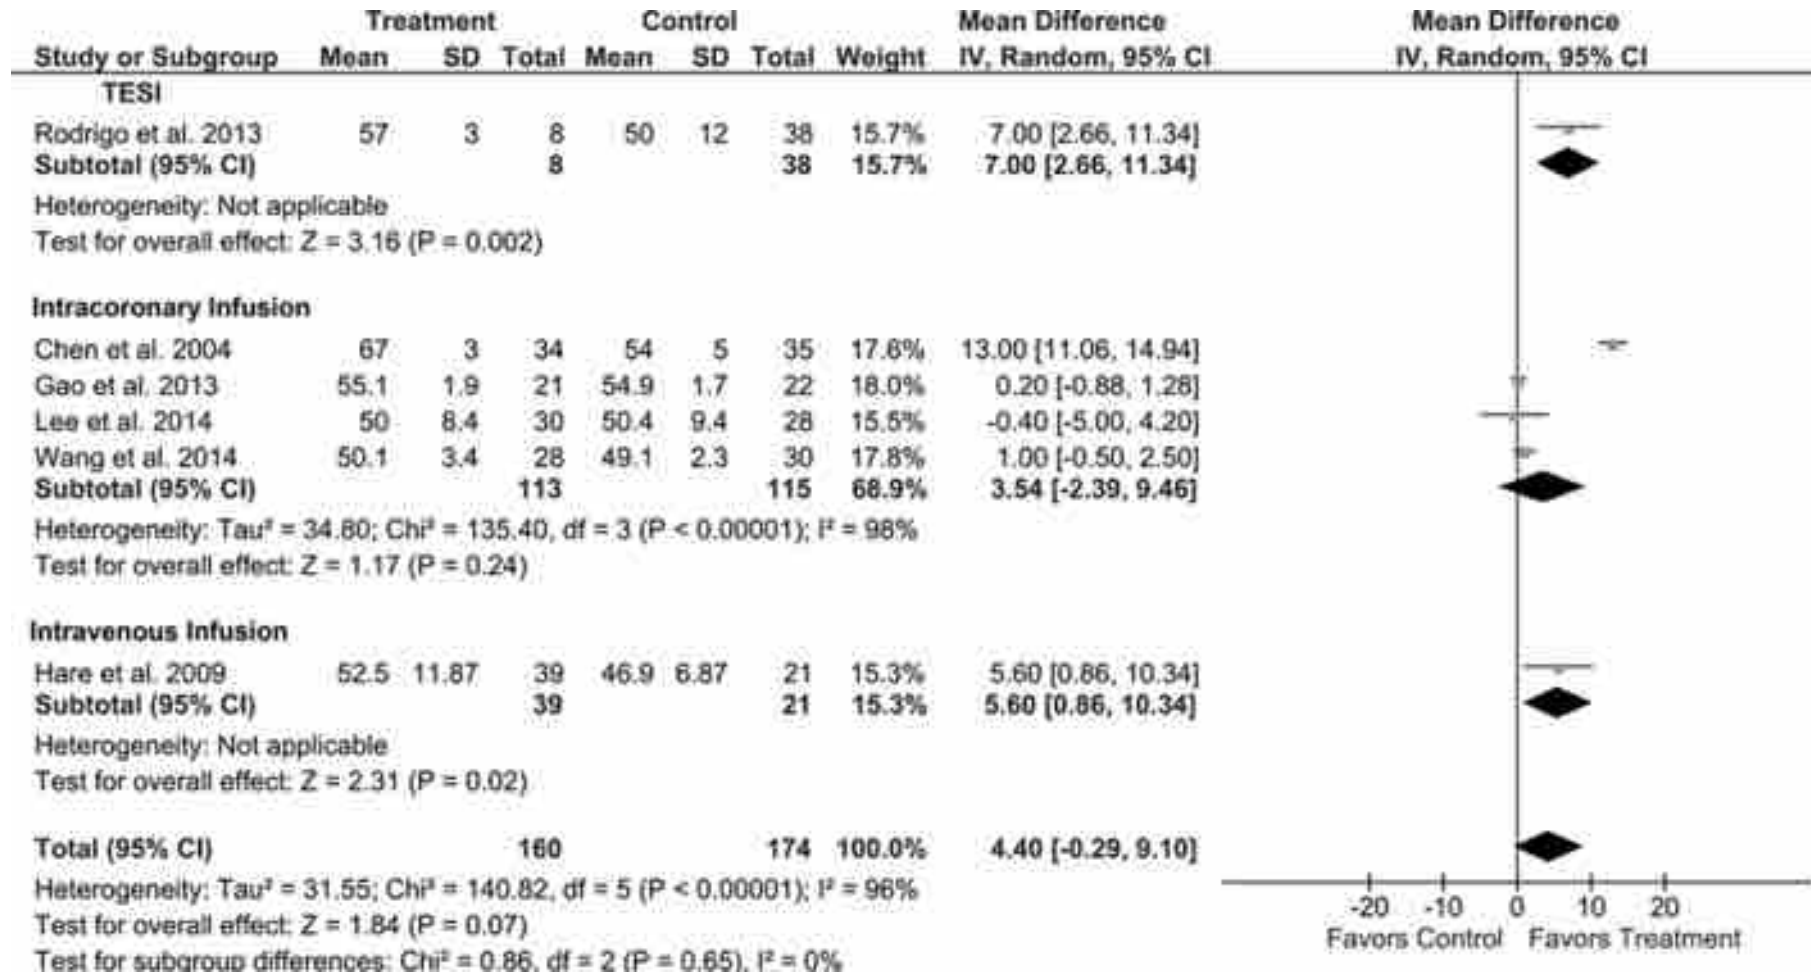 Treatment Control Mean Difference Mean Difference
Study or Subgroup Mean SD Total Mean SD Total Weight IV, Random, 95% CI IV, Random, 95% CI
TESI
Rodrigo et al. 2013 57 3 8 50 12 38 15.7% 7.00 [2.66, 11.34]
Subtotal (95% CI) 8 38 15.7% 7.00 [2.66, 11.34]
Heterogeneity: Not applicable
Test for overall effect: Z = 3.16 (P = 0.002)
Intracoronary Infusion
Chen et al. 2004 67 3 34 54 5 35 17.6% 13.00 [11.06, 14.94]
Gao et al. 2013 55.1 1.9 21 54.9 1.7 22 18.0% 0.20 [-0.88, 1.28]
Lee et al. 2014 50 8.4 30 50.4 9.4 28 15.5% -0.40 [-5.00, 4.20]
Wang et al. 2014 50.1 3.4 28 49.1 2.3 30 17.8% 1.00 [-0.50, 2.50]
Subtotal (95% CI) 113 115 68.9% 3.54 [-2.39, 9.46]
Heterogeneity: Tau² = 34.80; Chi² = 135.40, df = 3 (P < 0.00001); I² = 98%
Test for overall effect: Z = 1.17 (P = 0.24)
Intravenous Infusion
Hare et al. 2009 52.5 11.87 39 46.9 6.87 21 15.3% 5.60 [0.86, 10.34]
Subtotal (95% CI) 39 21 15.3% 5.60 [0.86, 10.34]
Heterogeneity: Not applicable
Test for overall effect: Z = 2.31 (P = 0.02)
Total (95% CI) 160 174 100.0% 4.40 [-0.29, 9.10]
Heterogeneity: Tau² = 31.55; Chi² = 140.82, df = 5 (P < 0.00001); I² = 96%
Test for overall effect: Z = 1.84 (P = 0.07)
Test for subgroup differences: Chi² = 0.86, df = 2 (P = 0.65), I² = 0%
-20 -10 0 10 20
Favors Control Favors Treatment